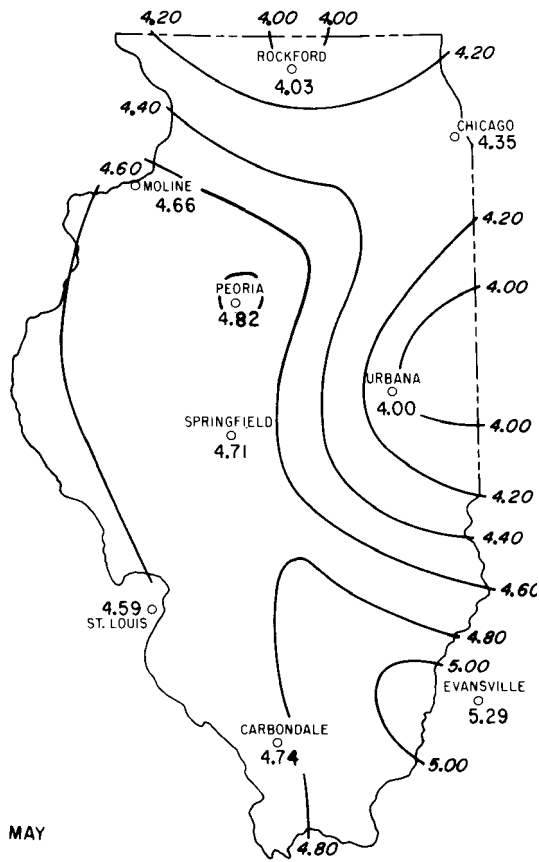 4.20
4.00
4.00
ROCKFORD
4.03
4.20
4.40
CHICAGO
4.35
4.60
MOLINE
4.66
4.20
PEORIA
4.82
4.00
URBANA
4.00
SPRINGFIELD
4.71
4.00
4.20
4.40
4.60
4.59
ST. LOUIS
4.80
5.00
EVANSVILLE
5.29
CARBONDALE
4.74
5.00
MAY
4.80